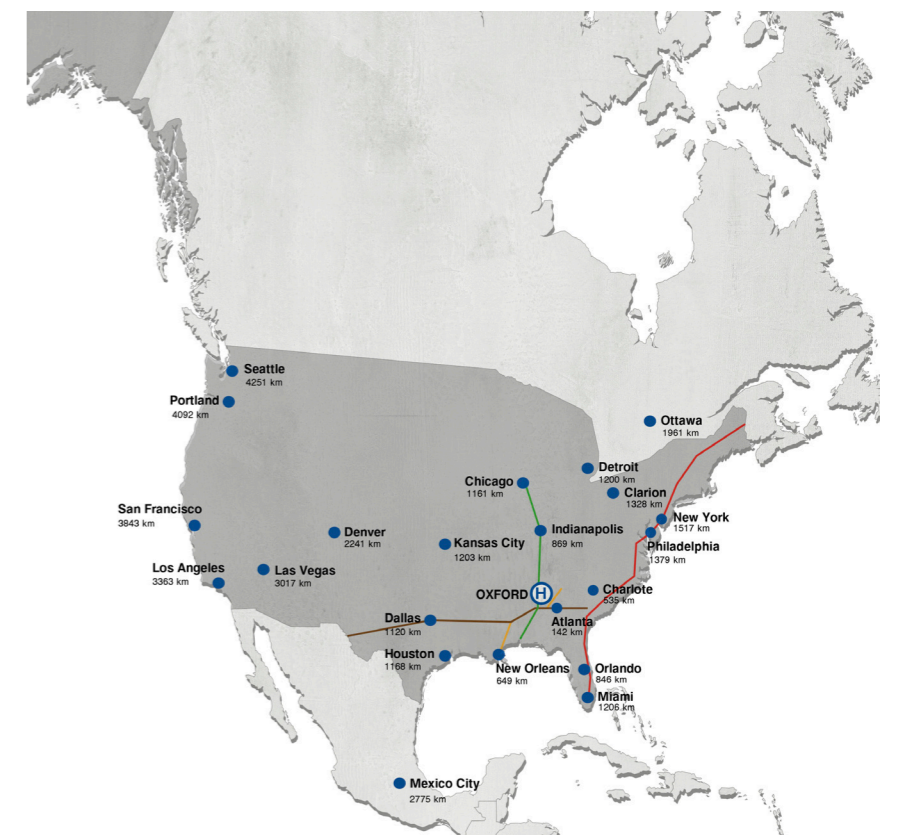 Seattle
4251 km
Portland
4092 km
Ottawa
1961 km
Detroit
1200 km
Chicago
1161 km
Clarion
1328 km
San Francisco
3843 km
New York
1517 km
Indianapolis
869 km
Denver
2241 km
Kansas City
1203 km
Philadelphia
1379 km
Los Angeles
3363 km
Las Vegas
3017 km
OXFORD
H
Charlote
535 km
Dallas
1120 km
Atlanta
142 km
Houston
1168 km
New Orleans
649 km
Orlando
846 km
Miami
1206 km
Mexico City
2775 km